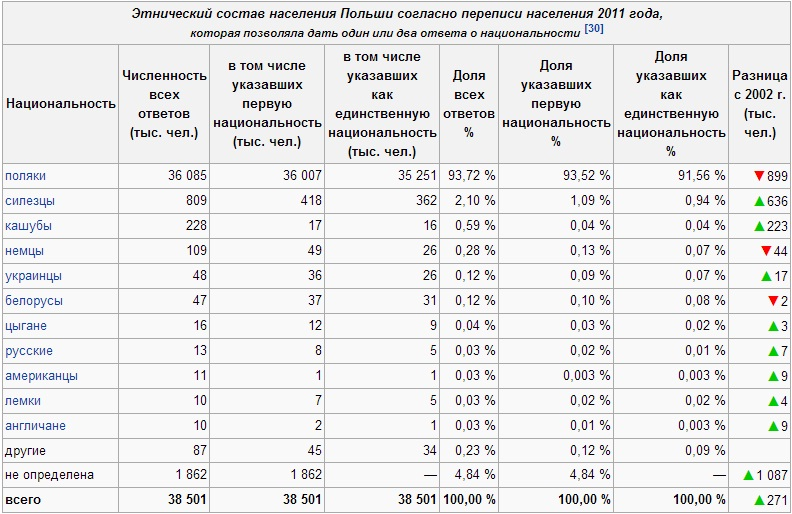 Этнический состав населения Польши согласно переписи населения 2011 года,
которая позволяла дать один или два ответа о национальности [30]
Национальность Численность всех ответов (тыс. чел.) в том числе указавших первую национальность (тыс. чел.) в том числе указавших как единственную национальность (тыс. чел.) Доля всех ответов % Доля указавших первую национальность % Доля указавших как единственную национальность % Разница с 2002 г. (тыс. чел.)
поляки 36 085 36 007 35 251 93,72 % 93,52 % 91,56 % ▼899
силезцы 809 418 362 2,10 % 1,09 % 0,94 % ▲636
кашубы 228 17 16 0,59 % 0,04 % 0,04 % ▲223
немцы 109 49 26 0,28 % 0,13 % 0,07 % ▼44
украинцы 48 36 26 0,12 % 0,09 % 0,07 % ▲17
белорусы 47 37 31 0,12 % 0,10 % 0,08 % ▼2
цыгане 16 12 9 0,04 % 0,03 % 0,02 % ▲3
русские 13 8 5 0,03 % 0,02 % 0,01 % ▲7
американцы 11 1 1 0,03 % 0,003 % 0,003 % ▲9
лемки 10 7 5 0,03 % 0,02 % 0,02 % ▲4
англичане 10 2 1 0,03 % 0,01 % 0,003 % ▲9
другие 87 45 34 0,23 % 0,12 % 0,09 %
не определена 1 862 1 862 — 4,84 % 4,84 % — ▲1 087
всего 38 501 38 501 38 501 100,00 % 100,00 % 100,00 % ▲271